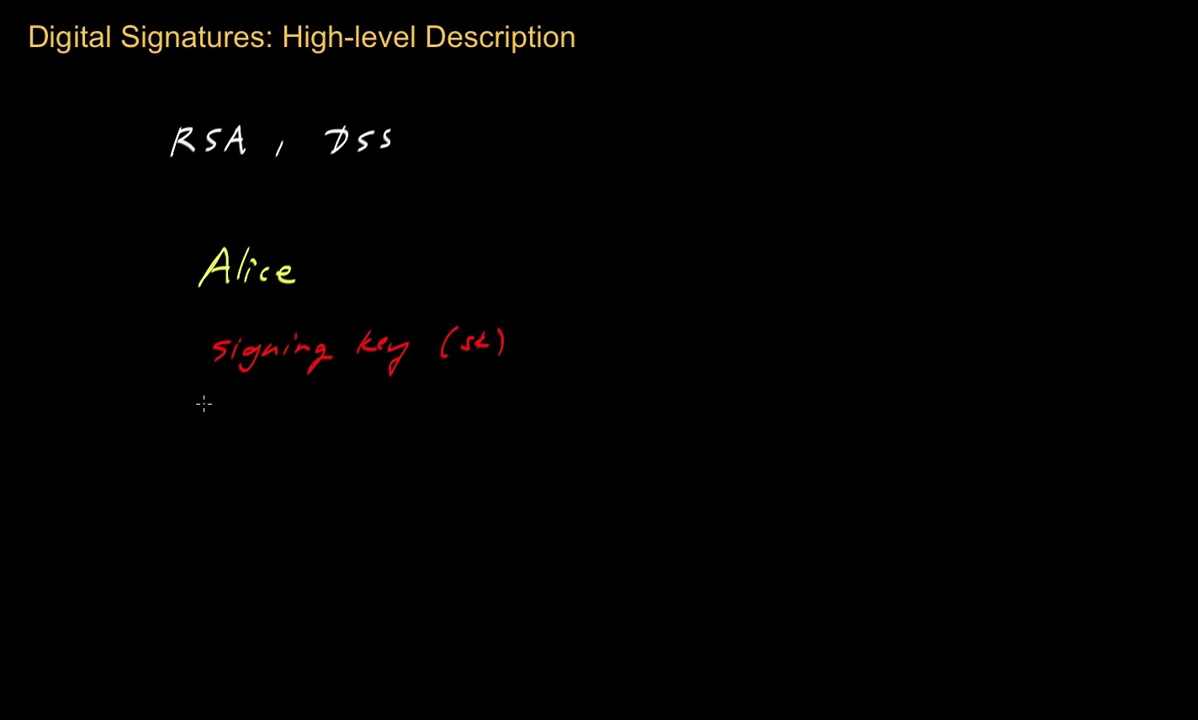 Digital Signatures: High-level Description
RSA, DSS
Alice
signing key (sk)